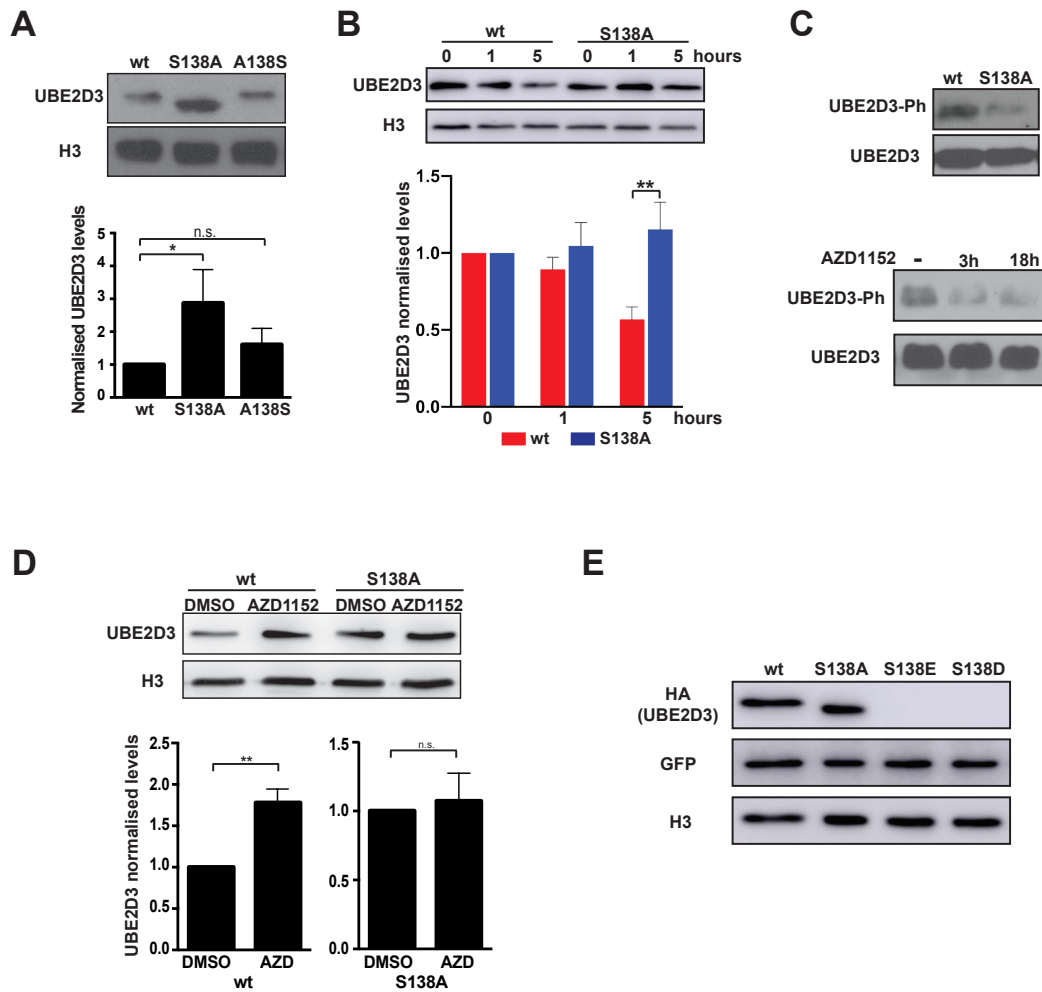 A
wt S138A A138S
UBE2D3
H3
Normalised UBE2D3 levels
5
4
3
2
1
0
n.s.
*
wt S138A A138S
B
wt S138A
0 1 5 0 1 5 hours
UBE2D3
H3
UBE2D3 normalised levels
1.5
1.0
0.5
0.0
**
0 1 5 hours
wt S138A
C
wt S138A
UBE2D3-Ph
UBE2D3
AZD1152 - 3h 18h
UBE2D3-Ph
UBE2D3
D
wt S138A
DMSO AZD1152 DMSO AZD1152
UBE2D3
H3
UBE2D3 normalised levels
2.5
2.0
1.5
1.0
0.5
0.0
**
DMSO AZD
wt
1.5
1.0
0.5
0.0
n.s.
DMSO AZD
S138A
E
wt S138A S138E S138D
HA
(UBE2D3)
GFP
H3